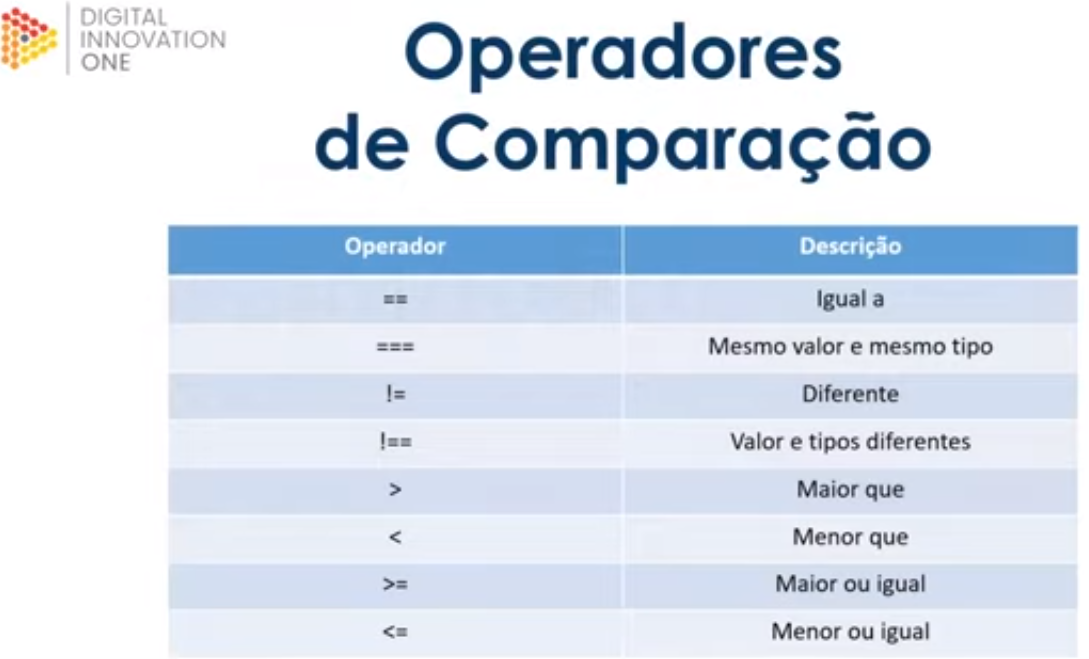 DIGITAL
INNOVATION
ONE
Operadores
de Comparação
Operador Descrição
== Igual a
=== Mesmo valor e mesmo tipo
!= Diferente
!== Valor e tipos diferentes
> Maior que
< Menor que
>= Maior ou igual
<= Menor ou igual